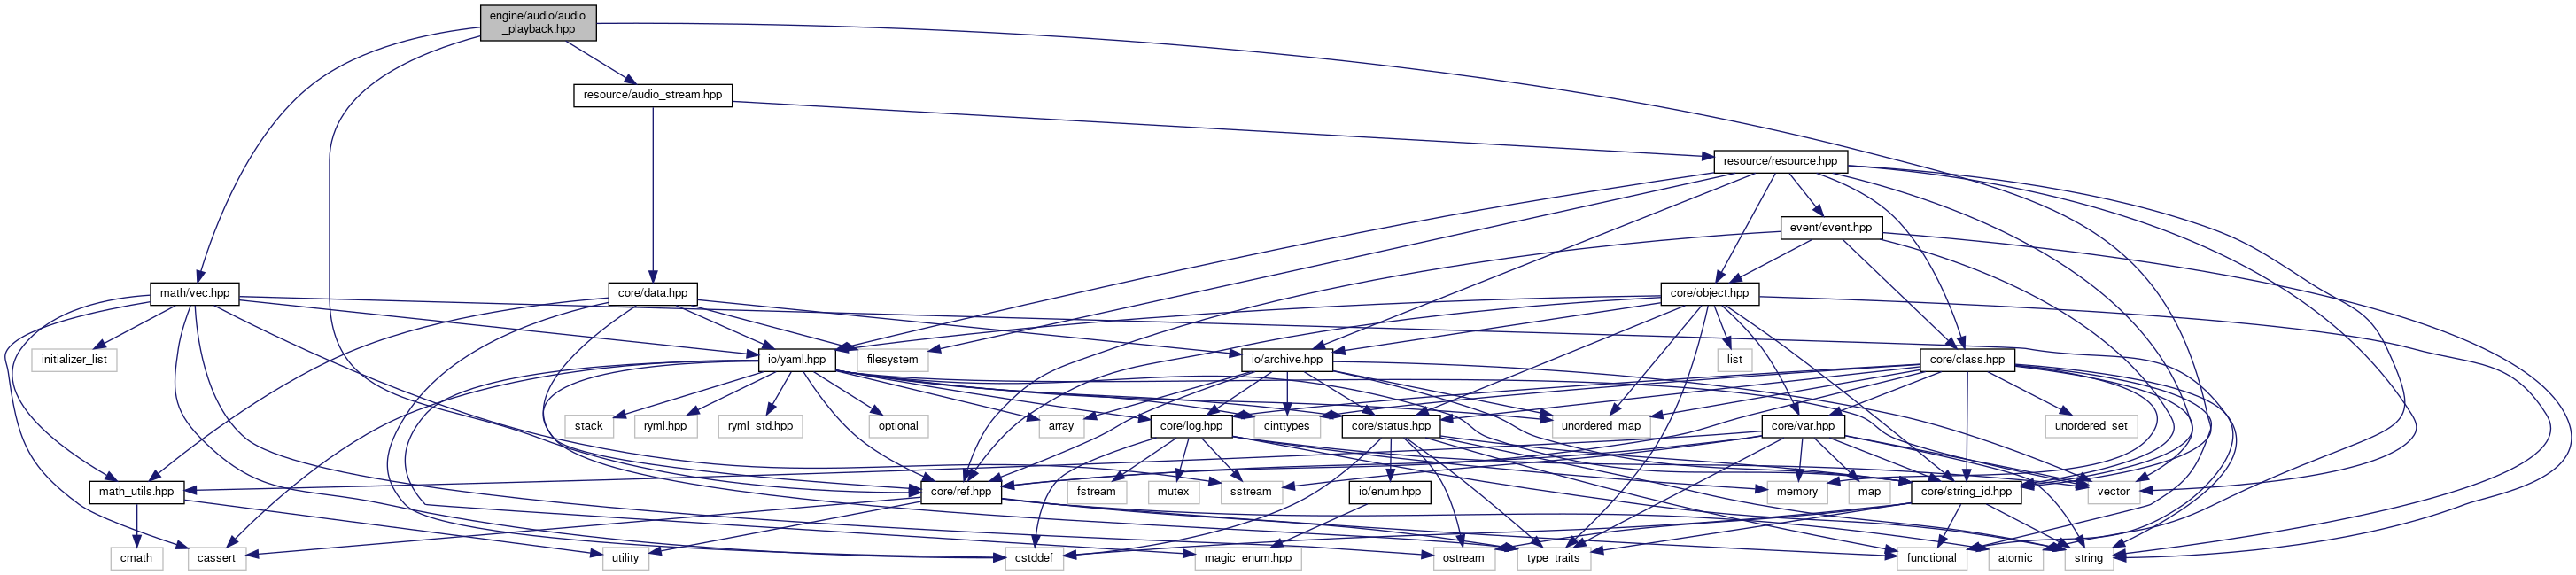 engine/audio/audio
_playback.hpp
resource/audio_stream.hpp
resource/resource.hpp
event/event.hpp
math/vec.hpp
core/data.hpp
core/object.hpp
initializer_list
io/yaml.hpp
filesystem
io/archive.hpp
list
core/class.hpp
stack
ryml.hpp
ryml_std.hpp
optional
array
core/log.hpp
cinttypes
core/status.hpp
core/var.hpp
unordered_map
unordered_set
math_utils.hpp
core/ref.hpp
fstream
mutex
sstream
io/enum.hpp
memory
map
core/string_id.hpp
vector
cmath
cassert
utility
cstddef
magic_enum.hpp
ostream
type_traits
functional
atomic
string